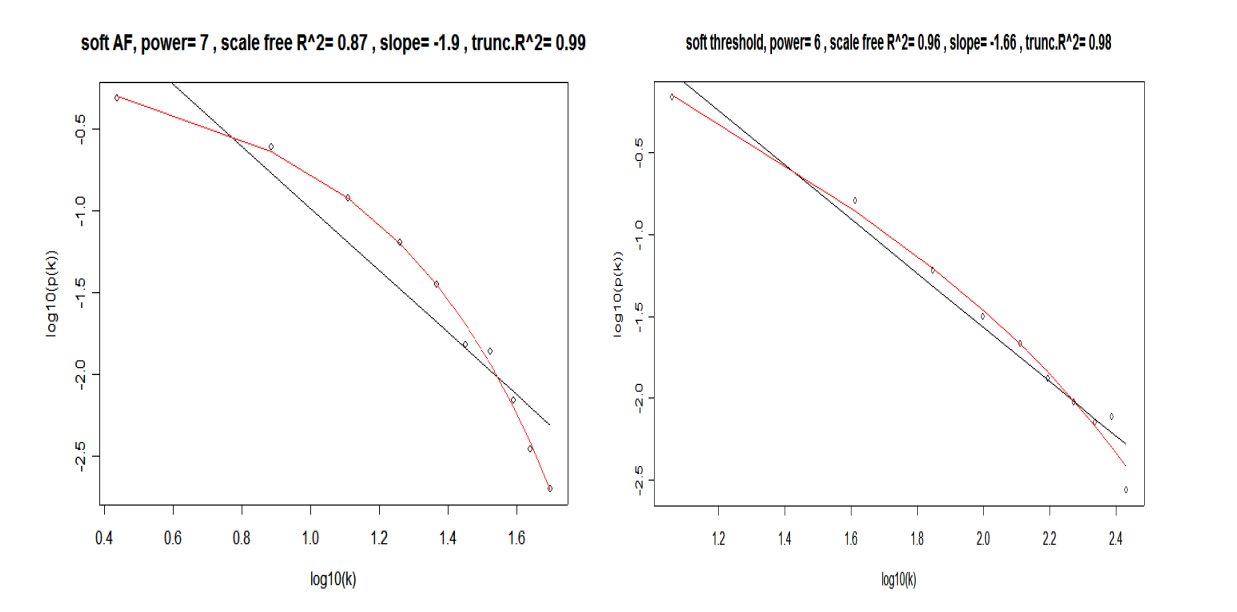 soft AF, power= 7 , scale free R^2= 0.87 , slope= -1.9 , trunc.R^2= 0.99
-0.5
-1.0
-1.5
-2.0
-2.5
log10(p(k))
0.4 0.6 0.8 1.0 1.2 1.4 1.6
log10(k)
soft threshold, power= 6 , scale free R^2= 0.96 , slope= -1.66 , trunc.R^2= 0.98
-0.5
-1.0
-1.5
-2.0
-2.5
log10(p(k))
1.2 1.4 1.6 1.8 2.0 2.2 2.4
log10(k)